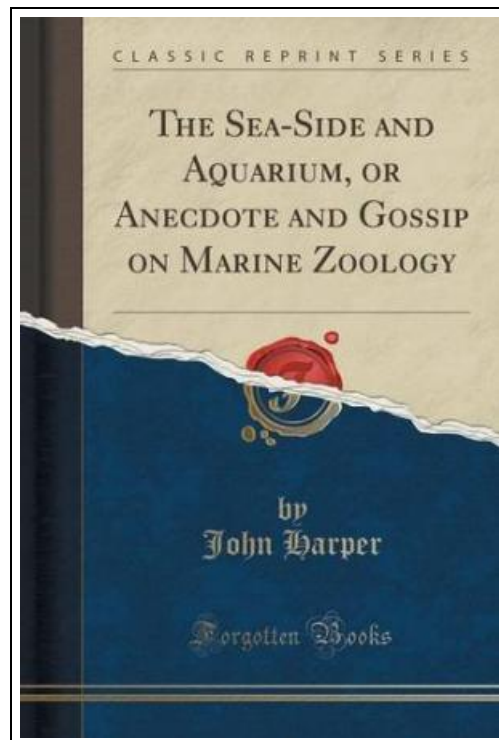 CLASSIC REPRINT SERIES
THE SEA-SIDE AND
AQUARIUM, OR
ANECDOTE AND GOSSIP
ON MARINE ZOOLOGY
by
John Harper
Forgotten Books